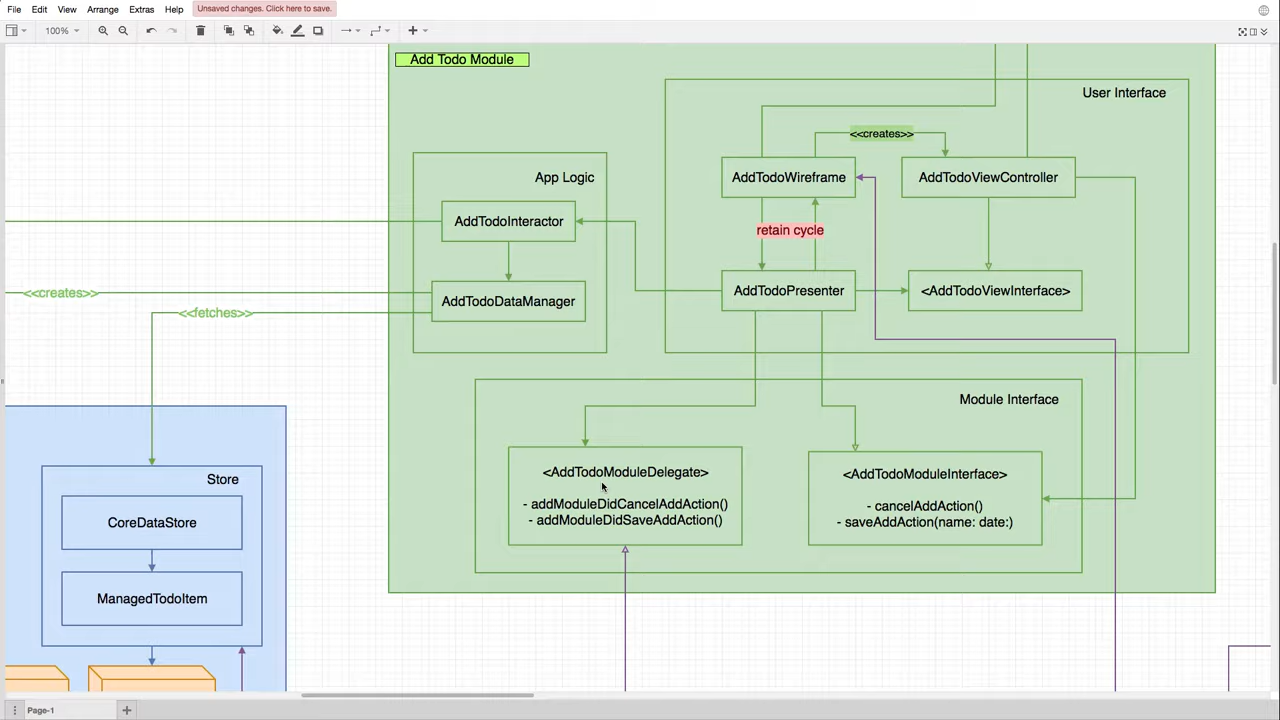 File Edit View Arrange Extras Help Unsaved changes. Click here to save.
100%
Add Todo Module
User Interface
<<creates>>
App Logic
AddTodoWireframe
AddTodoViewController
AddTodoInteractor
retain cycle
<<creates>>
AddTodoDataManager
AddTodoPresenter
<AddTodoViewInterface>
<<fetches>>
Module Interface
<AddTodoModuleDelegate>
- addModuleDidCancelAddAction()
- addModuleDidSaveAddAction()
<AddTodoModuleInterface>
- cancelAddAction()
- saveAddAction(name: date:)
Store
CoreDataStore
ManagedTodoItem
Page-1